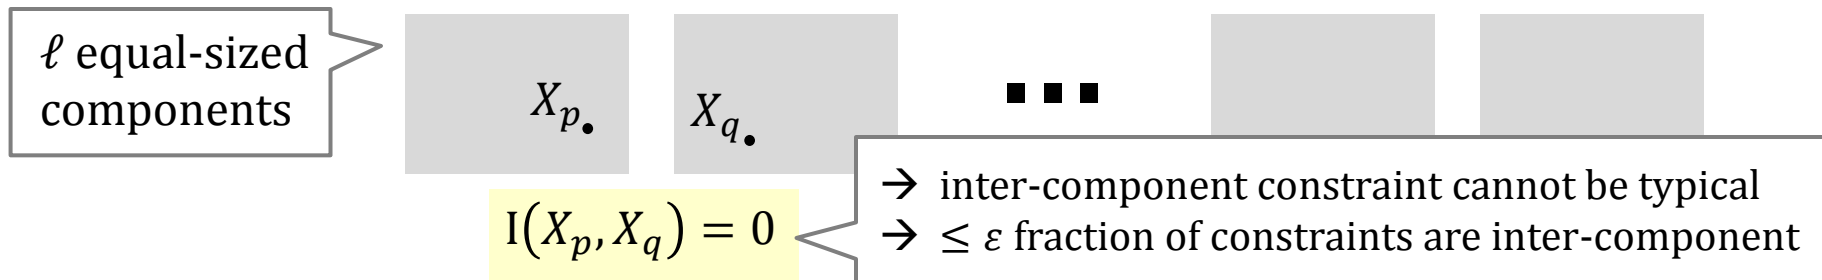 ℓ equal-sized
components
X_p
X_q
I(X_p, X_q) = 0
→ inter-component constraint cannot be typical
→ ≤ ε fraction of constraints are inter-component